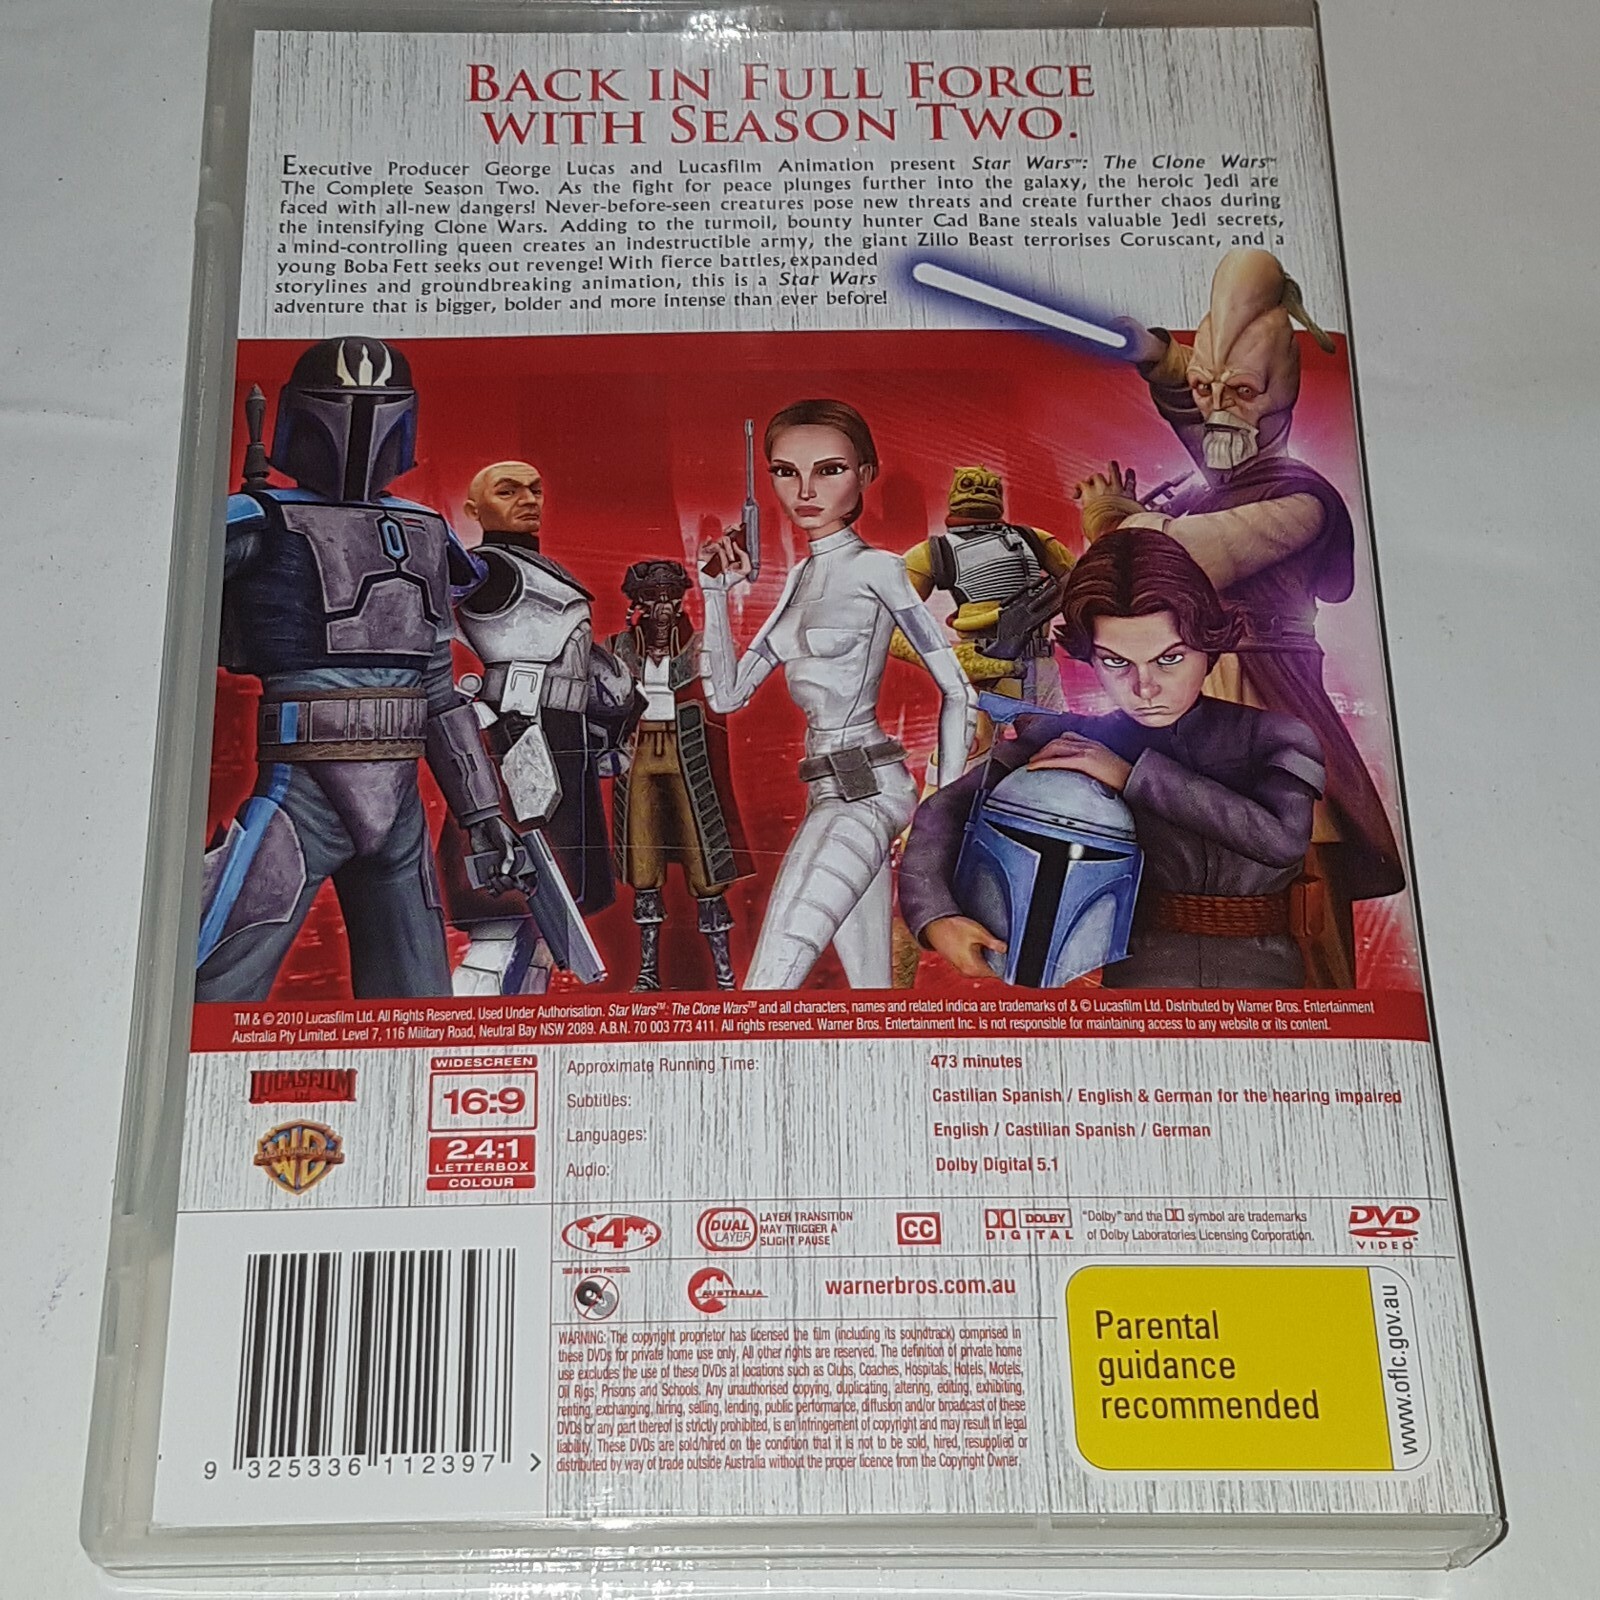 BACK IN FULL FORCE
WITH SEASON TWO.
Executive Producer George Lucas and Lucasfilm Animation present Star Wars™: The Clone Wars™
The Complete Season Two. As the fight for peace plunges further into the galaxy, the heroic Jedi are
faced with all-new dangers! Never-before-seen creatures pose new threats and create further chaos during
the intensifying Clone Wars. Adding to the turmoil, bounty hunter Cad Bane steals valuable Jedi secrets,
a mind-controlling queen creates an indestructible army, the giant Zillo Beast terrorises Coruscant, and a
young Boba Fett seeks out revenge! With fierce battles, expanded
storylines and groundbreaking animation, this is a Star Wars
adventure that is bigger, bolder and more intense than ever before!
TM & © 2010 Lucasfilm Ltd. All Rights Reserved. Used Under Authorisation. Star Wars™: The Clone Wars™ and all characters, names and related indicia are trademarks of & © Lucasfilm Ltd. Distributed by Warner Bros. Entertainment
Australia Pty Limited. Level 7, 116 Military Road, Neutral Bay NSW 2089. A.B.N. 70 003 773 411. All rights reserved. Warner Bros. Entertainment Inc. is not responsible for maintaining access to any website or its content.
LUCASFILM
WB
WIDESCREEN
16:9
2.4:1
LETTERBOX
COLOUR
Approximate Running Time: 473 minutes
Subtitles: Castilian Spanish / English & German for the hearing impaired
Languages: English / Castilian Spanish / German
Audio: Dolby Digital 5.1
4
DUAL LAYER
LAYER TRANSITION
MAY TRIGGER A
SLIGHT PAUSE
CC
DOLBY
DIGITAL
"Dolby" and the symbol are trademarks
of Dolby Laboratories Licensing Corporation.
DVD
VIDEO
THIS DVD IS COPY PROTECTED
AUSTRALIA
warnerbros.com.au
WARNING: The copyright proprietor has licensed the film (including its soundtrack) comprised in
these DVDs for private home use only. All other rights are reserved. The definition of private home
use excludes the use of these DVDs at locations such as Clubs, Coaches, Hospitals, Hotels, Motels,
Oil Rigs, Prisons and Schools. Any unauthorised copying, duplicating, altering, editing, exhibiting,
renting, exchanging, hiring, selling, lending, public performance, diffusion and/or broadcast of these
DVDs or any part thereof is strictly prohibited, is an infringement of copyright and may result in legal
liability. These DVDs are sold/hired on the condition that it is not to be sold, hired, resupplied or
distributed by way of trade outside Australia without the proper licence from the Copyright Owner.
Parental
guidance
recommended
www.oflc.gov.au
9 325336 112397 >